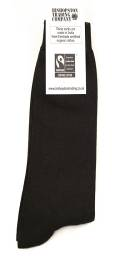 BISHOPSTON
TRADING
COMPANY
These socks are
made in India
from Fairtrade certified
organic cotton.
FAIRTRADE
www.bishopstontrading.co.uk